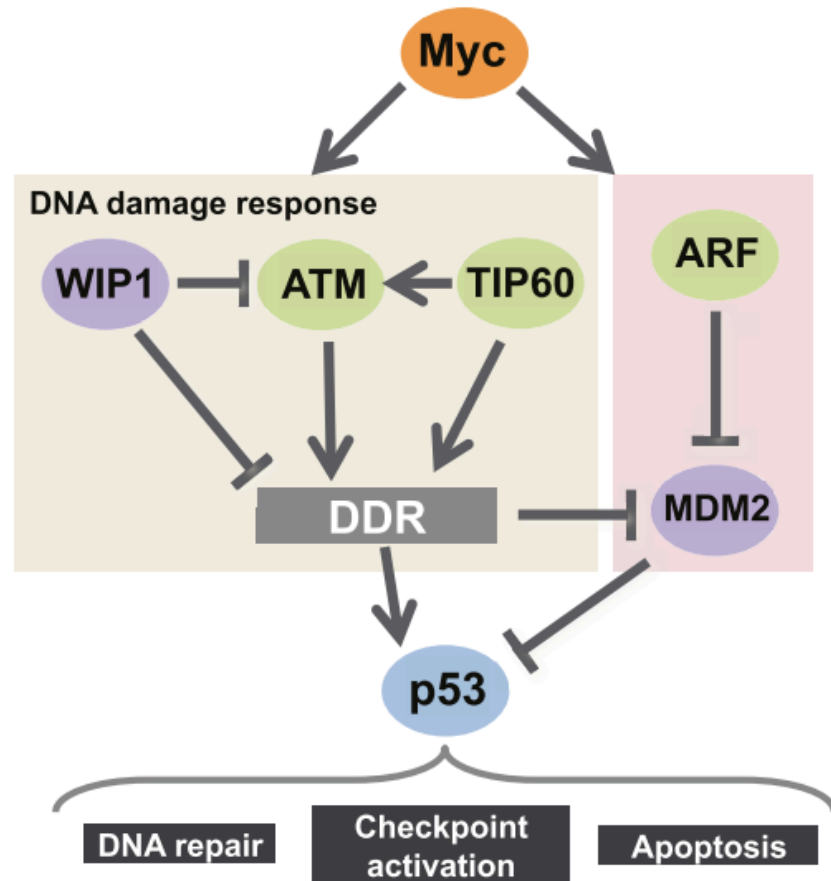 Myc
DNA damage response
WIP1
ATM
TIP60
ARF
DDR
MDM2
p53
DNA repair
Checkpoint
activation
Apoptosis